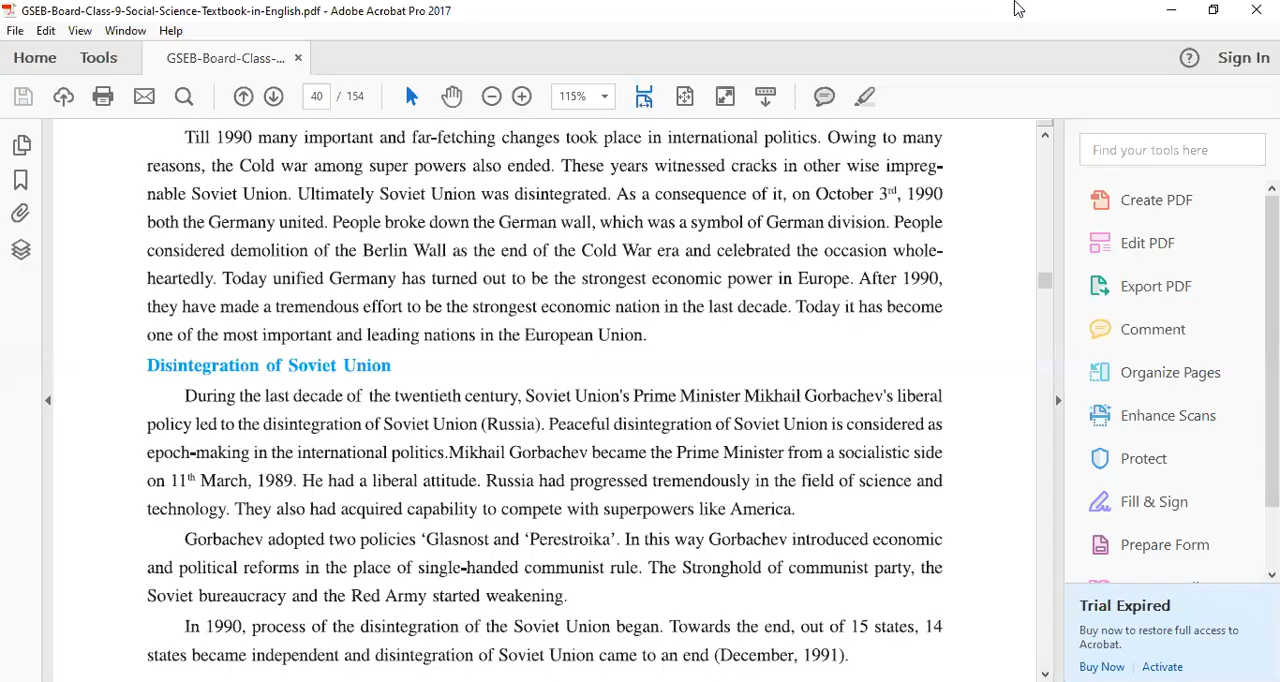 GSEB-Board-Class-9-Social-Science-Textbook-in-English.pdf - Adobe Acrobat Pro 2017
File Edit View Window Help
Home Tools GSEB-Board-Class-... × Sign In
40 / 154 115%
Till 1990 many important and far-fetching changes took place in international politics. Owing to many
reasons, the Cold war among super powers also ended. These years witnessed cracks in other wise impreg-
nable Soviet Union. Ultimately Soviet Union was disintegrated. As a consequence of it, on October 3rd, 1990
both the Germany united. People broke down the German wall, which was a symbol of German division. People
considered demolition of the Berlin Wall as the end of the Cold War era and celebrated the occasion whole-
heartedly. Today unified Germany has turned out to be the strongest economic power in Europe. After 1990,
they have made a tremendous effort to be the strongest economic nation in the last decade. Today it has become
one of the most important and leading nations in the European Union.
Disintegration of Soviet Union
During the last decade of the twentieth century, Soviet Union's Prime Minister Mikhail Gorbachev's liberal
policy led to the disintegration of Soviet Union (Russia). Peaceful disintegration of Soviet Union is considered as
epoch-making in the international politics.Mikhail Gorbachev became the Prime Minister from a socialistic side
on 11th March, 1989. He had a liberal attitude. Russia had progressed tremendously in the field of science and
technology. They also had acquired capability to compete with superpowers like America.
Gorbachev adopted two policies ‘Glasnost and ‘Perestroika’. In this way Gorbachev introduced economic
and political reforms in the place of single-handed communist rule. The Stronghold of communist party, the
Soviet bureaucracy and the Red Army started weakening.
In 1990, process of the disintegration of the Soviet Union began. Towards the end, out of 15 states, 14
states became independent and disintegration of Soviet Union came to an end (December, 1991).
Find your tools here
Create PDF
Edit PDF
Export PDF
Comment
Organize Pages
Enhance Scans
Protect
Fill & Sign
Prepare Form
Trial Expired
Buy now to restore full access to
Acrobat.
Buy Now Activate